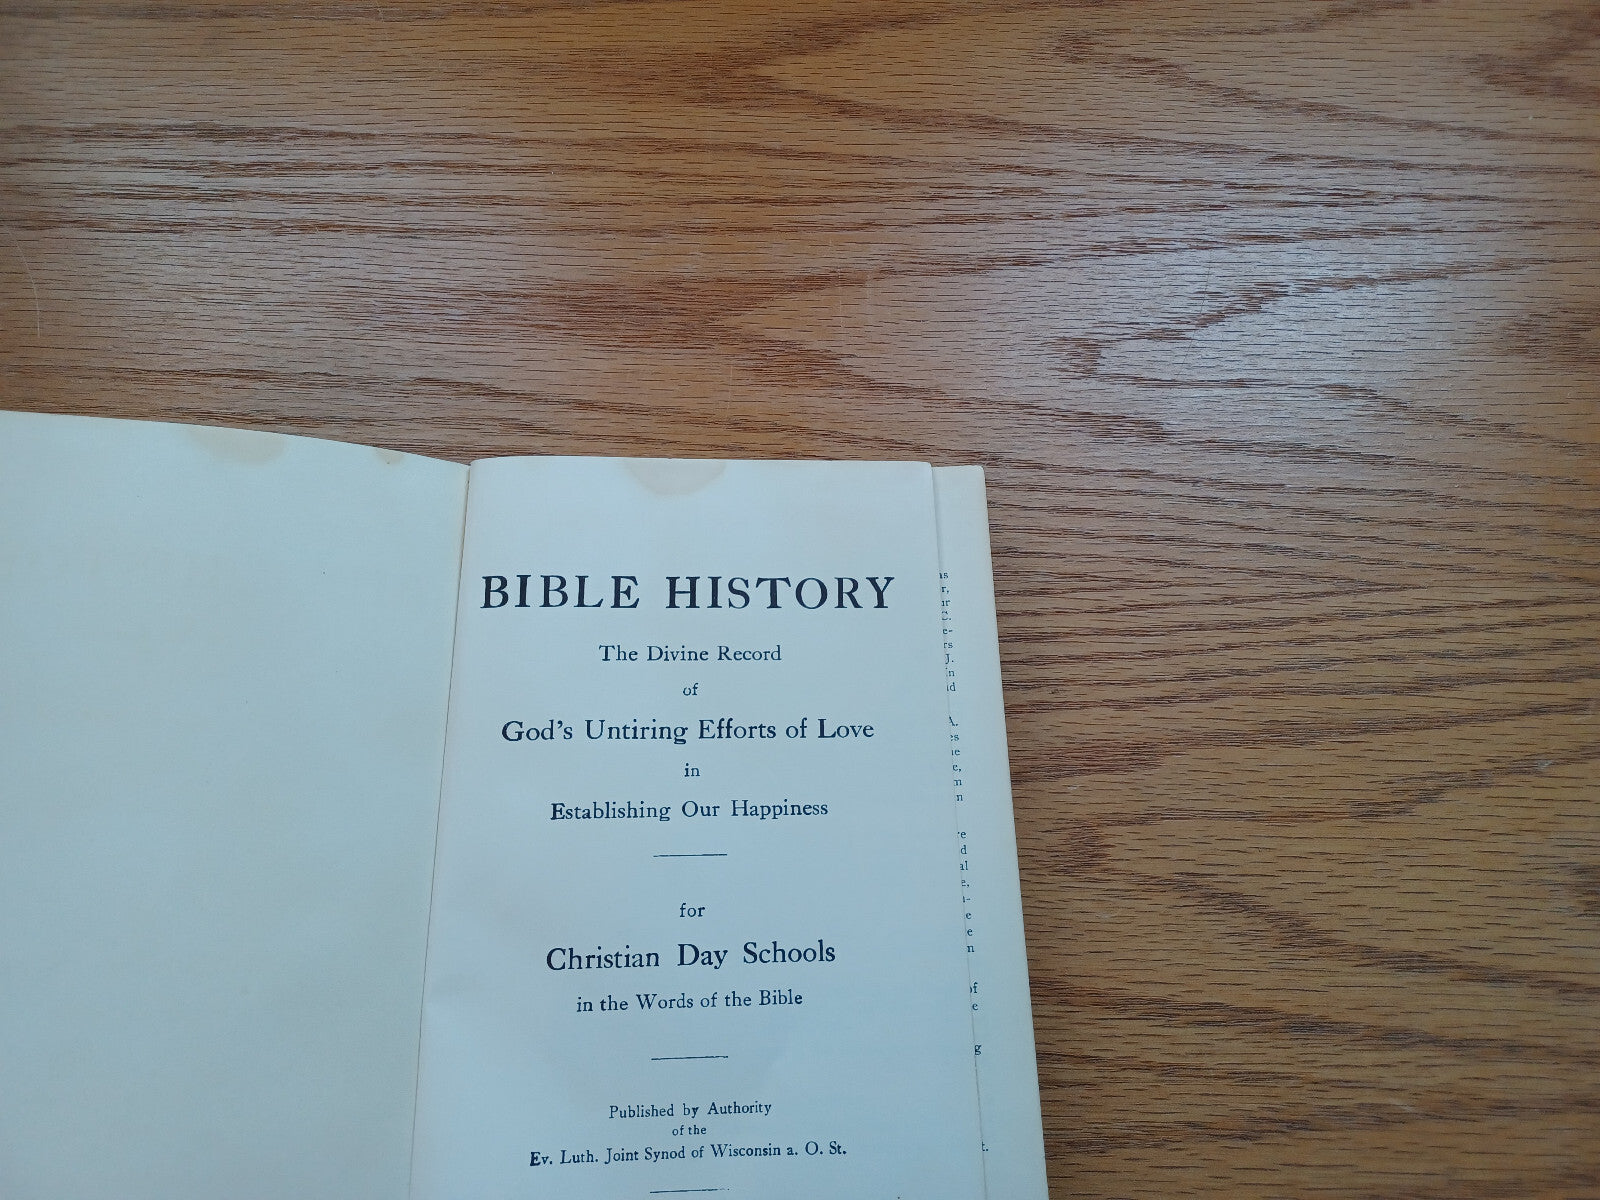 BIBLE HISTORY
The Divine Record
of
God's Untiring Efforts of Love
in
Establishing Our Happiness
for
Christian Day Schools
in the Words of the Bible
Published by Authority
of the
Ev. Luth. Joint Synod of Wisconsin a. O. St.